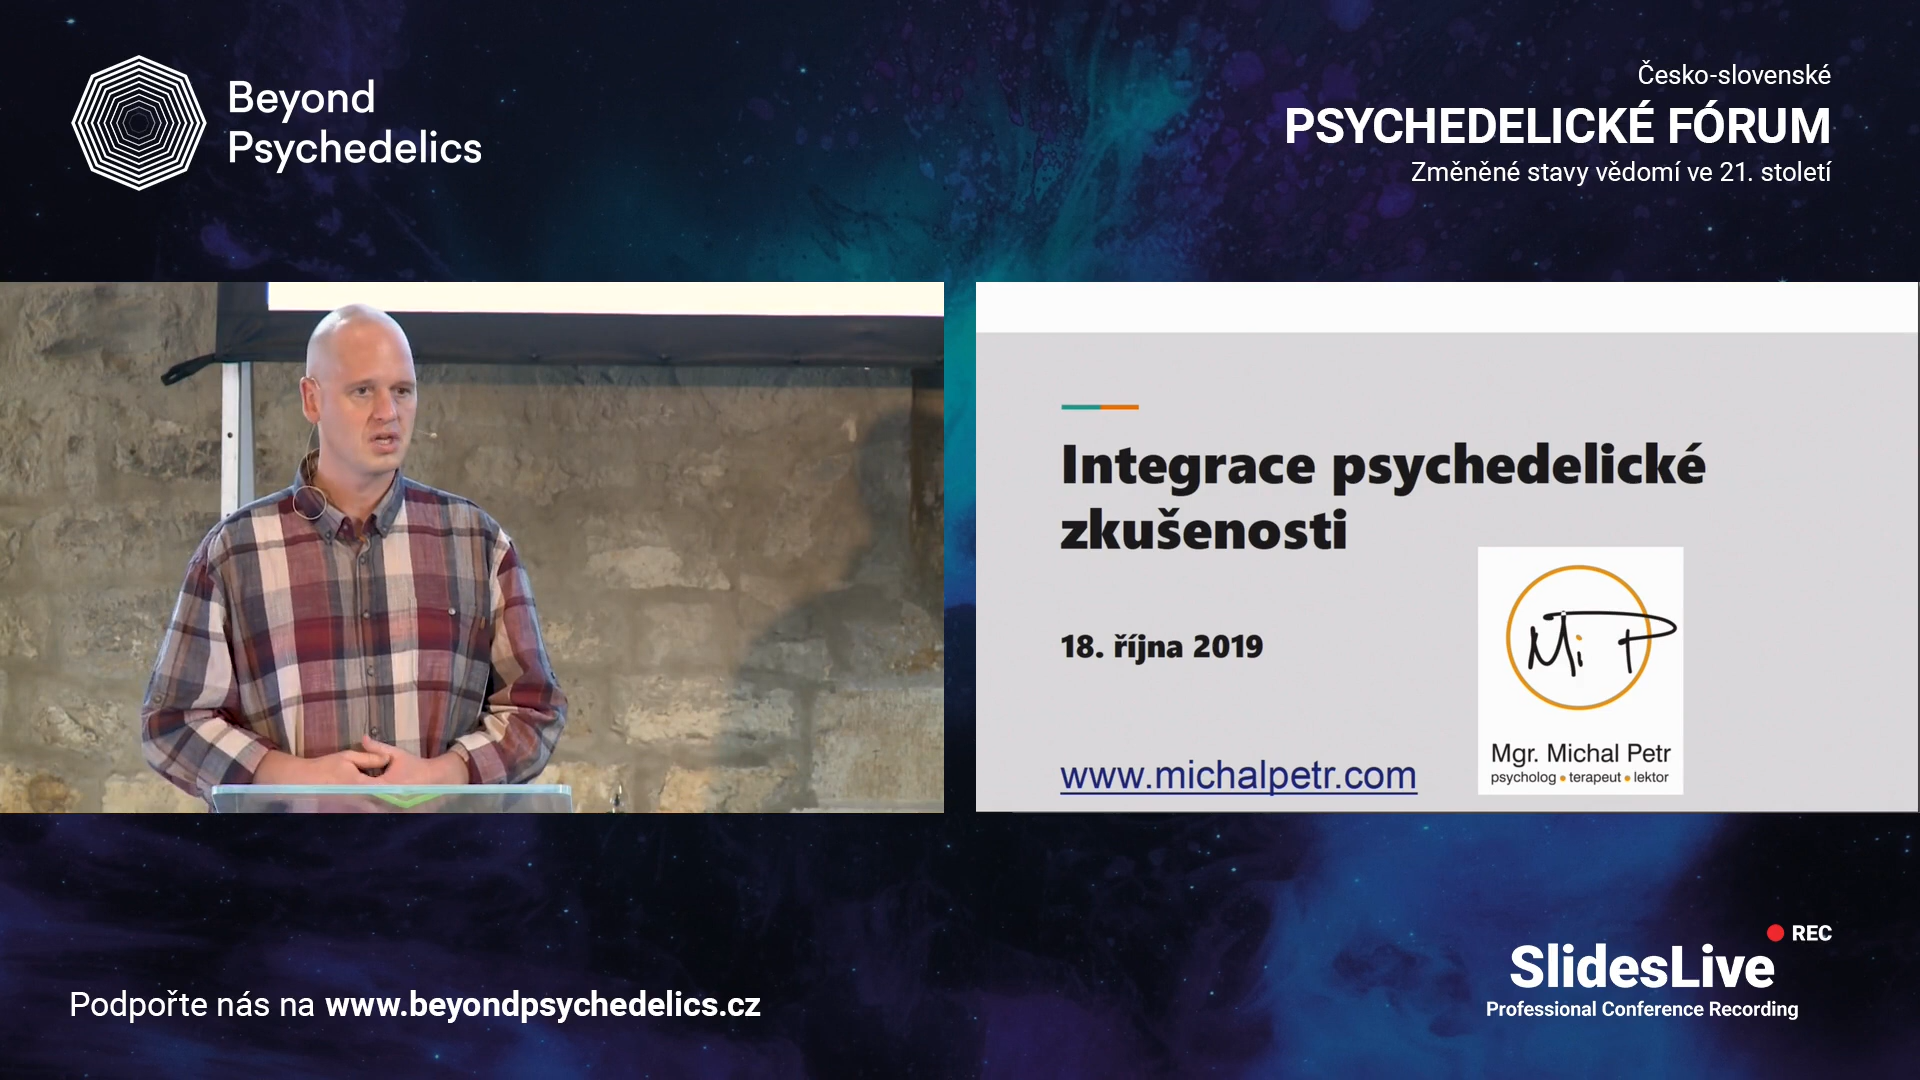 Beyond
Psychedelics
Česko-slovenské
PSYCHEDELICKÉ FÓRUM
Změněné stavy vědomí ve 21. století
Integrace psychedelické
zkušenosti
18. října 2019
www.michalpetr.com
Mi P
Mgr. Michal Petr
psycholog • terapeut • lektor
Podpořte nás na www.beyondpsychedelics.cz
REC
SlidesLive
Professional Conference Recording